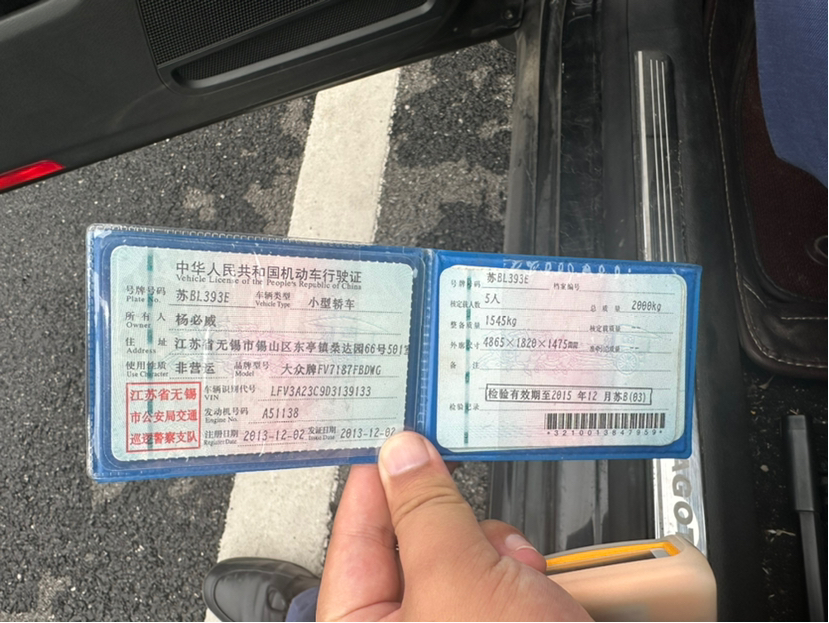 中华人民共和国机动车行驶证
Vehicle License of the People's Republic of China
号牌号码 苏BL393E 车辆类型 小型轿车
Plate No. Vehicle Type
所有人 杨必威
Owner
住址 江苏省无锡市锡山区东亭镇桑达园66号501
Address
使用性质 非营运 品牌型号 大众牌FV7187FBDWG
Use Character Model
江苏省无锡
市公安局交通
巡逻警察支队
车辆识别代号 LFV3A23C9D3139133
VIN
发动机号码 A51138
Engine No.
注册日期 2013-12-02 发证日期 2013-12-02
Register Date Issue Date
号牌号码 苏BL393E 档案编号
核定载人数 5人 总质量 2000kg
整备质量 1545kg 核定载质量 --
外廓尺寸 4865×1820×1475 --
备注
检验有效期至2015 年12 月苏B(03)
检验记录
*3210013847959*
AGO